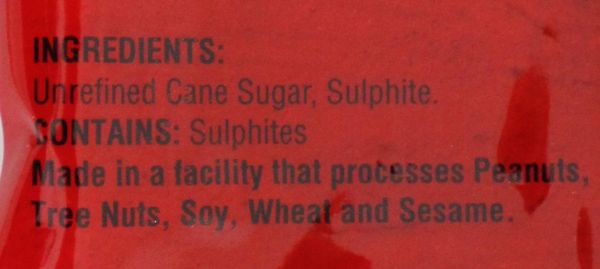 INGREDIENTS:
Unrefined Cane Sugar, Sulphite.
CONTAINS: Sulphites
Made in a facility that processes Peanuts,
Tree Nuts, Soy, Wheat and Sesame.